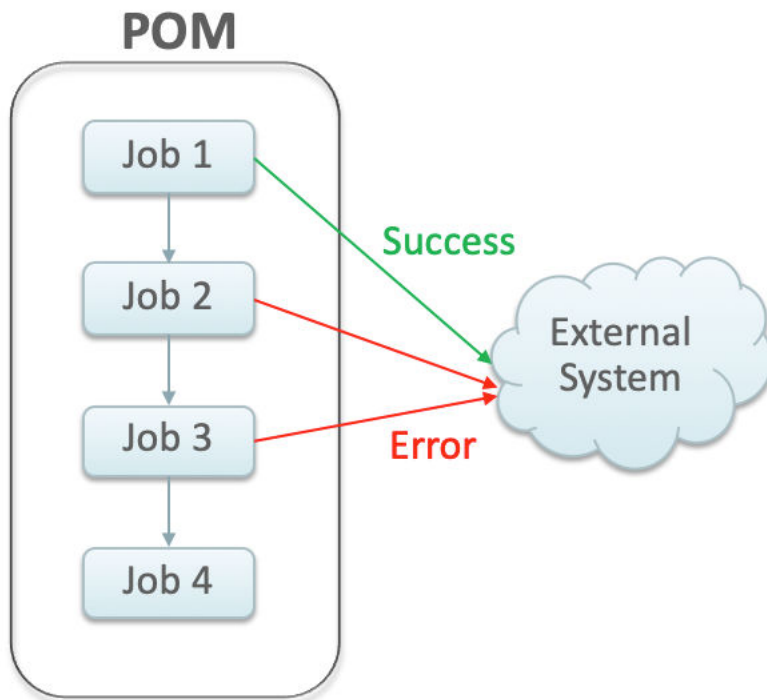 POM
Job 1
Success
Job 2
External
System
Job 3
Error
Job 4